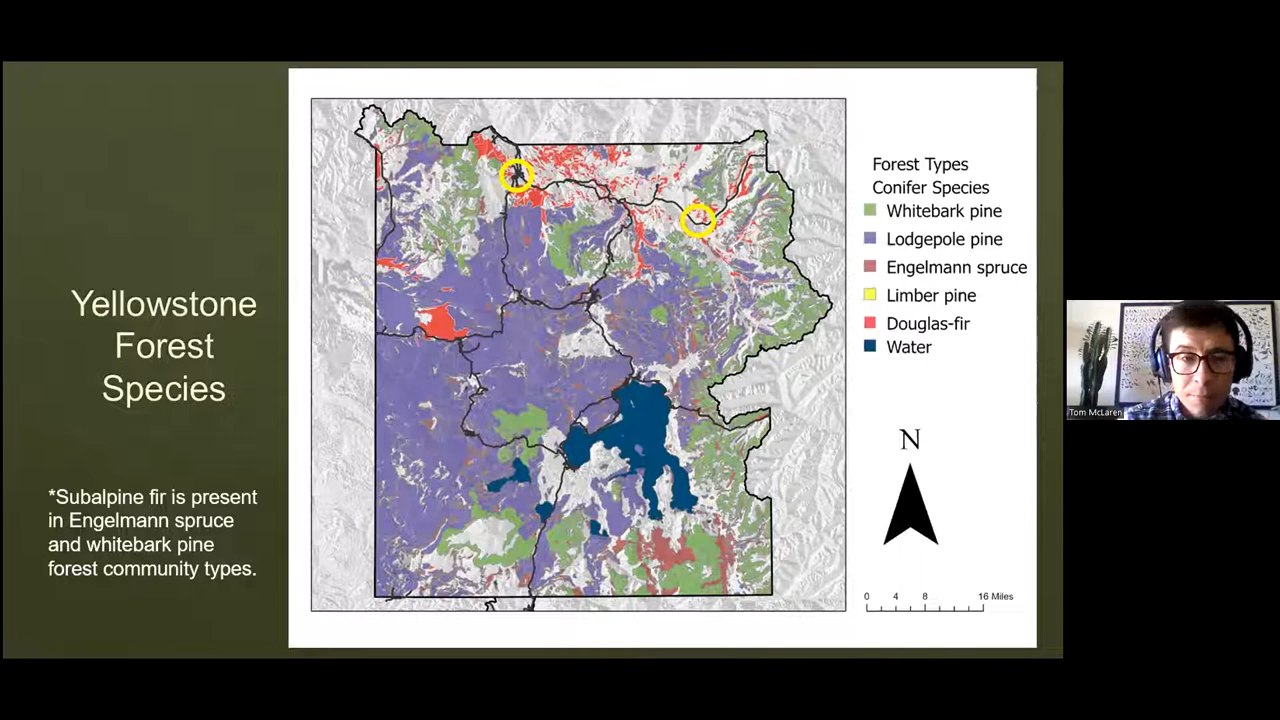 Yellowstone
Forest
Species
*Subalpine fir is present
in Engelmann spruce
and whitebark pine
forest community types.
Forest Types
Conifer Species
Whitebark pine
Lodgepole pine
Engelmann spruce
Limber pine
Douglas-fir
Water
N
0 4 8 16 Miles
Tom McLaren